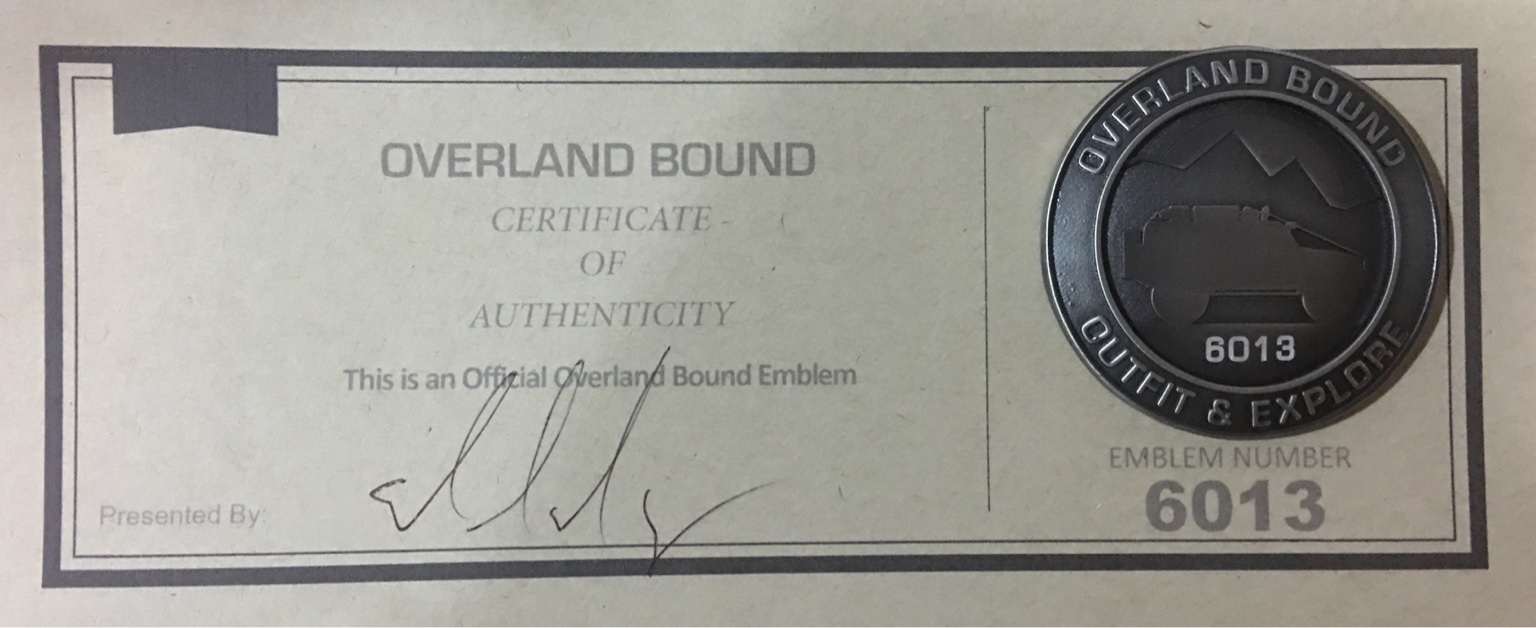 OVERLAND BOUND
CERTIFICATE -
OF
AUTHENTICITY
This is an Official Overland Bound Emblem
Presented By:
OVERLAND BOUND
6013
OUTFIT & EXPLORE
EMBLEM NUMBER
6013